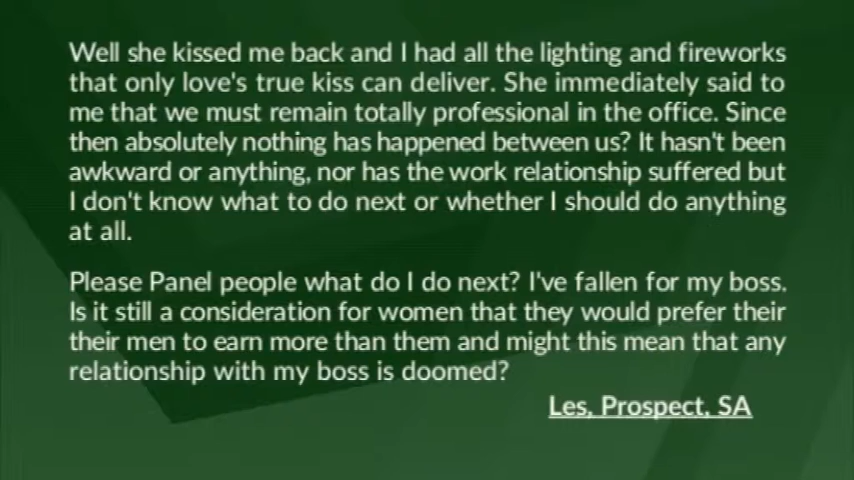 Well she kissed me back and I had all the lighting and fireworks
that only love's true kiss can deliver. She immediately said to
me that we must remain totally professional in the office. Since
then absolutely nothing has happened between us? It hasn't been
awkward or anything, nor has the work relationship suffered but
I don't know what to do next or whether I should do anything
at all.
Please Panel people what do I do next? I've fallen for my boss.
Is it still a consideration for women that they would prefer their
their men to earn more than them and might this mean that any
relationship with my boss is doomed?
Les, Prospect, SA